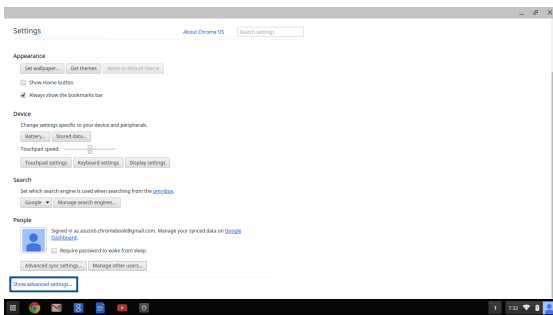 Settings
About Chrome OS
Search settings
Appearance
Set wallpaper... Get themes Reset to default theme
Show Home button
Always show the bookmarks bar
Device
Change settings specific to your device and peripherals.
Battery... Stored data...
Touchpad speed:
Touchpad settings Keyboard settings Display settings
Search
Set which search engine is used when searching from the omnibox.
Google Manage search engines...
People
Signed in as asusnb.chromebook@gmail.com. Manage your synced data on Google
Dashboard.
Require password to wake from sleep
Advanced sync settings... Manage other users...
Show advanced settings...
1 7:32